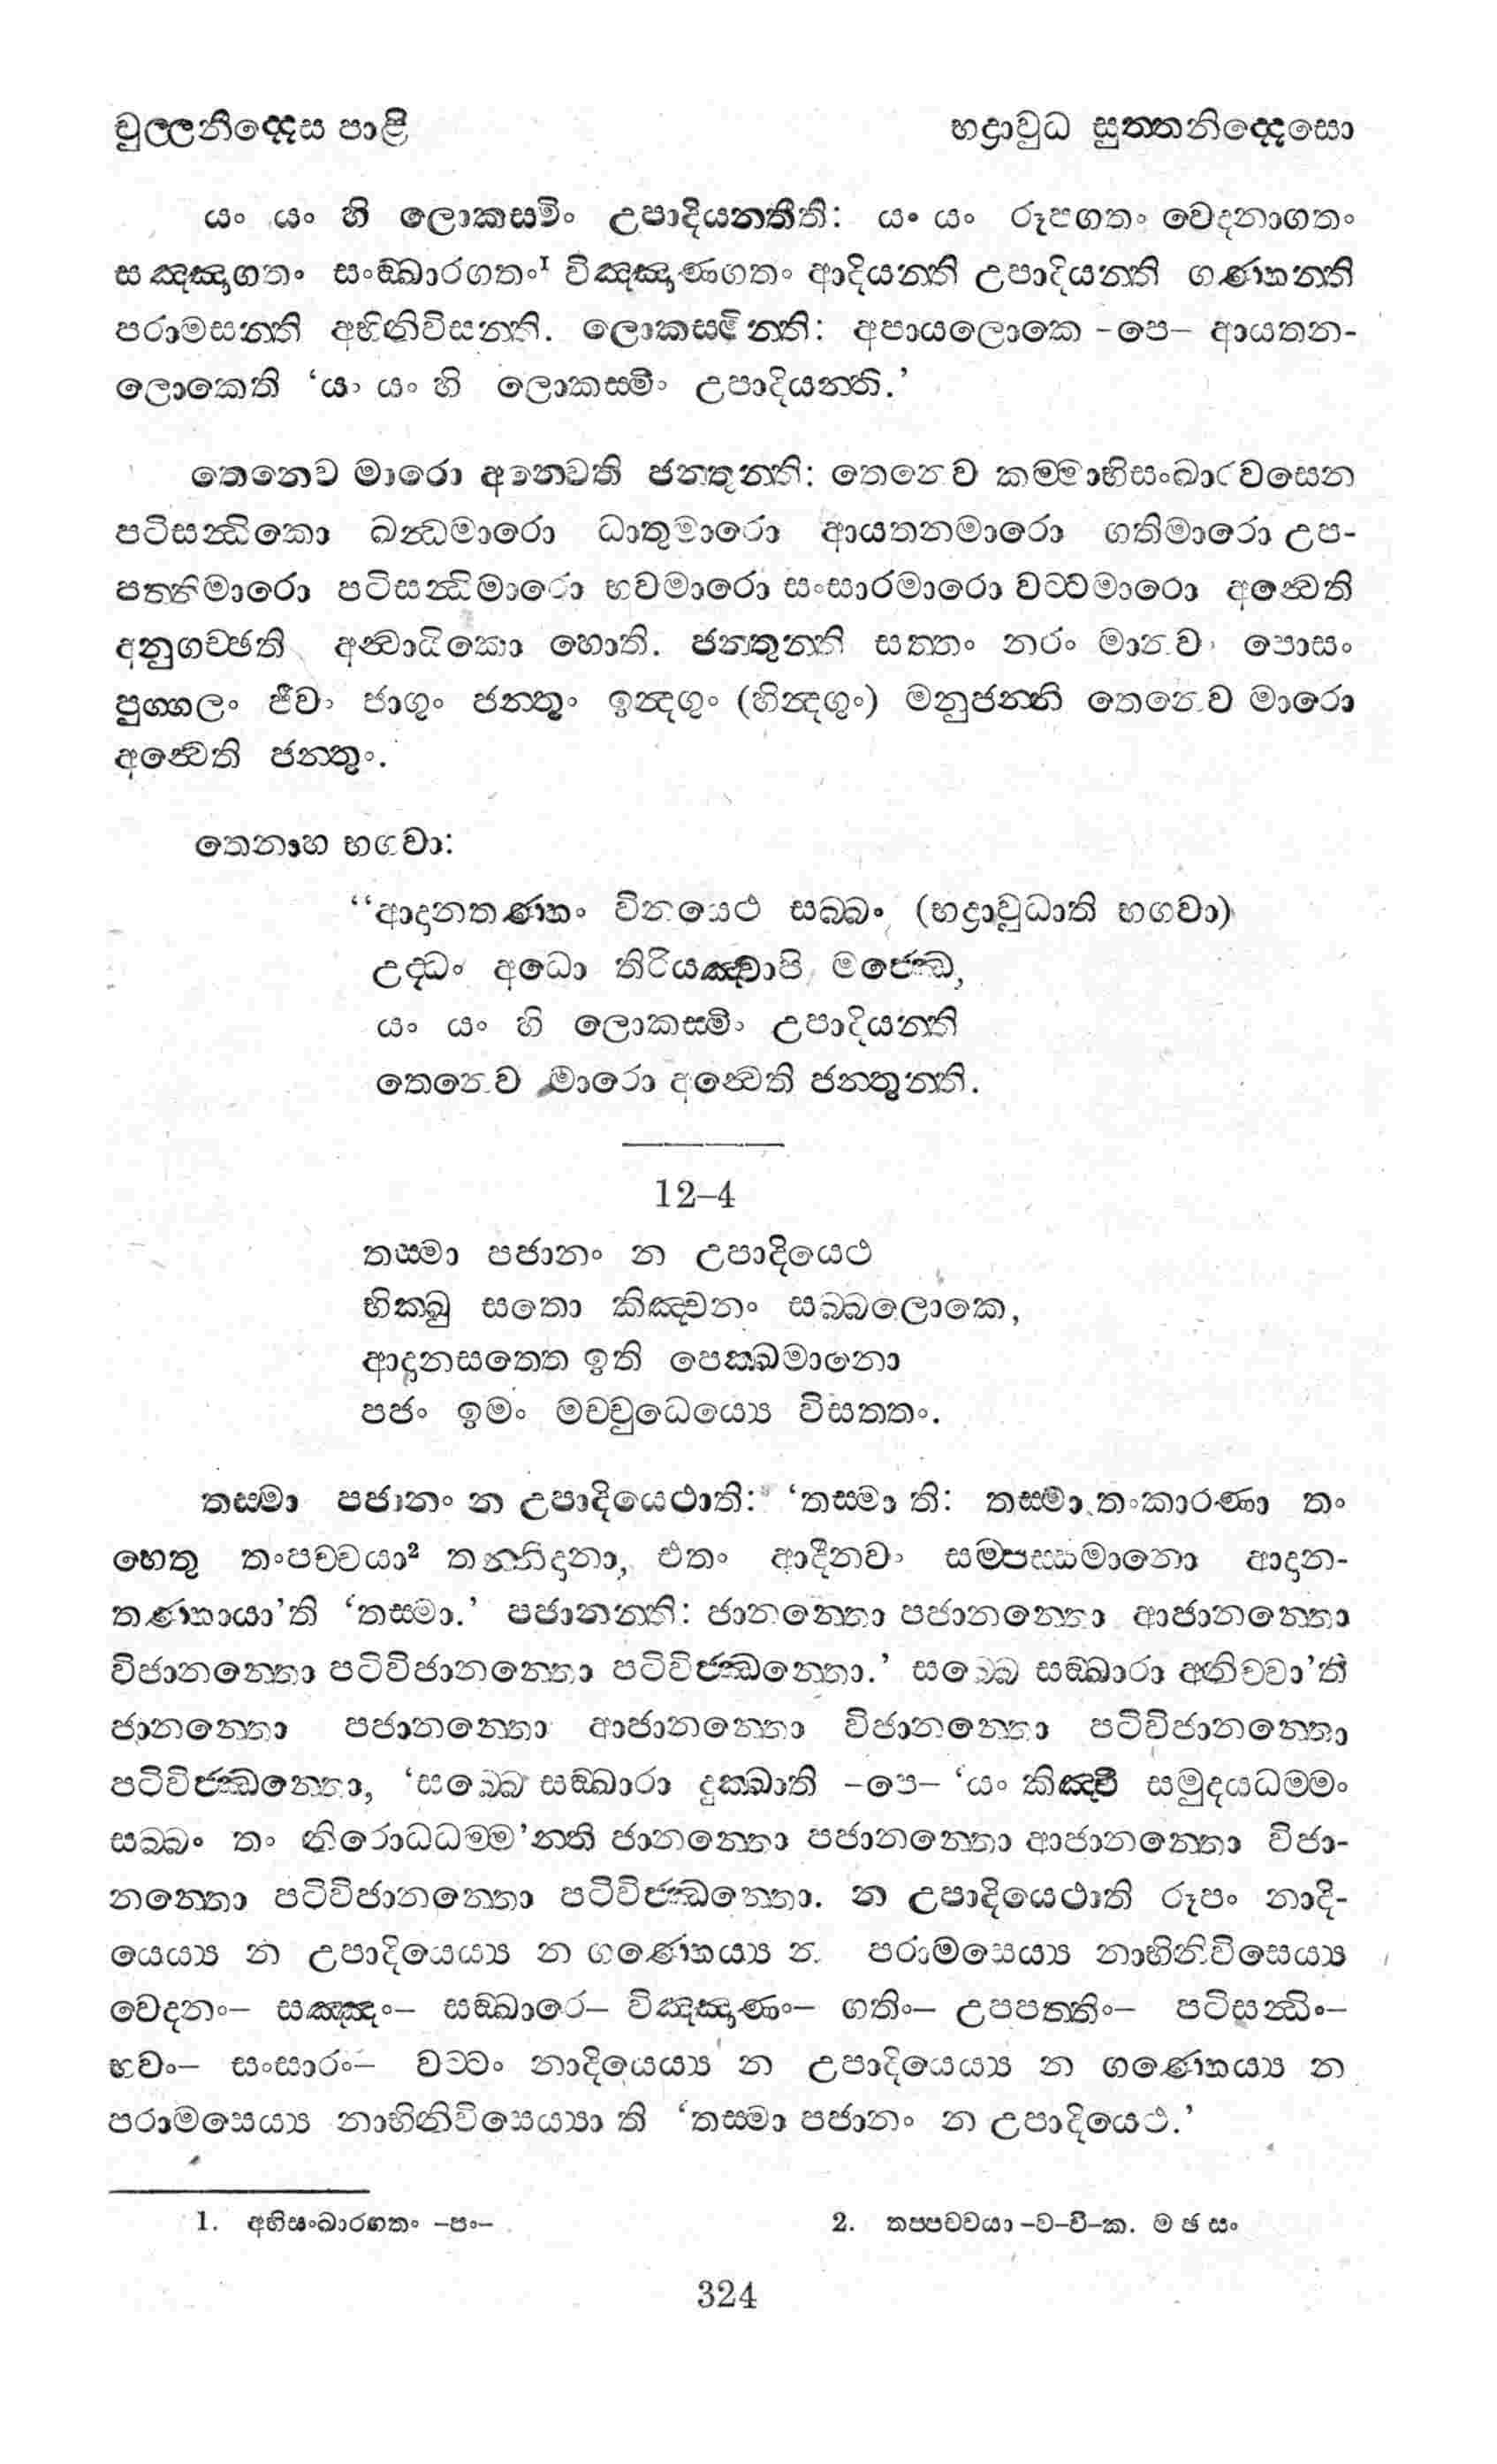 චුල්ලනිද්දෙස පාළි භද්‍රාවුධ සුත්තනිද්දෙසො
යං යං හි ලොකස්මිං උපාදියන්තීති: යං යං රූපගතං වෙදනාගතං
සඤ්ඤාගතං සංඞ්ඛාරගතං¹ විඤ්ඤාණගතං ආදියන්ති උපාදියන්ති ගණ්හන්ති
පරාමසන්ති අභිනිවිසන්ති. ලොකස්මින්ති: අපායලොකෙ -පෙ- ආයතන-
ලොකෙති ‘යං යං හි ලොකස්මිං උපාදියන්ති.’
තෙනෙව මාරො අන්වෙති ජන්තුන්ති: තෙනෙව කම්මාභිසංඛාරවසෙන
පටිසන්ධිකො ඛන්ධමාරො ධාතුමාරො ආයතනමාරො ගතිමාරො උප-
පත්තිමාරො පටිසන්ධිමාරො භවමාරො සංසාරමාරො වට්ටමාරො අන්වෙති
අනුගච්ඡති අන්වායිකො හොති. ජන්තුන්ති සත්තං නරං මානවං පොසං
පුග්ගලං ජීවං ජාගුං ජන්තුං ඉන්දගුං (හින්දගුං) මනුජන්ති තෙනෙව මාරො
අන්වෙති ජන්තුං.
තෙනාහ භගවා:
“ආදානතණ්හං විනයෙථ සබ්බං, (භද්‍රාවුධාති භගවා)
උද්ධං අධො තිරියඤ්චාපි මජ්ඣෙ,
යං යං හි ලොකස්මිං උපාදියන්ති
තෙනෙව මාරො අන්වෙති ජන්තුන්ති.
12–4
තස්මා පජානං න උපාදියෙථ
භික්ඛු සතො කිඤ්චනං සබ්බලොකෙ,
ආදානසත්තෙ ඉති පෙක්ඛමානො
පජං ඉමං මච්චුධෙය්‍යෙ විසත්තං.
තස්මා පජානං න උපාදියෙථාති: ‘තස්මා ති: තස්මා තංකාරණා තං
හෙතු තංපච්චයා² තන්නිදානා, එතං ආදීනවං සම්පස්සමානො ආදාන-
තණ්හායා’ති ‘තස්මා.’ පජානන්ති: ජානන්තො පජානන්තො ආජානන්තො
විජානන්තො පටිවිජානන්තො පටිවිජ්ඣන්තො.’ සබ්බෙ සඞ්ඛාරා අනිච්චා’ති
ජානන්තො පජානන්තො ආජානන්තො විජානන්තො පටිවිජානන්තො
පටිවිජ්ඣන්තො, ‘සබ්බෙ සඞ්ඛාරා දුක්ඛාති –පෙ– ‘යං කිඤ්චි සමුදයධම්මං
සබ්බං තං නිරොධධම්ම’න්ති ජානන්තො පජානන්තො ආජානන්තො විජා-
නන්තො පටිවිජානන්තො පටිවිජ්ඣන්තො. න උපාදියෙථාති රූපං නාදි-
යෙය්‍ය න උපාදියෙය්‍ය න ගණ්හෙය්‍ය න පරාමසෙය්‍ය නාභිනිවිසෙය්‍ය
වෙදනං– සඤ්ඤං– සඞ්ඛාරෙ– විඤ්ඤාණං– ගතිං– උපපත්තිං– පටිසන්ධිං–
භවං– සංසාරං– වට්ටං නාදියෙය්‍ය න උපාදියෙය්‍ය න ගණ්හෙය්‍ය න
පරාමසෙය්‍ය නාභිනිවිසෙය්‍යා ති ‘තස්මා පජානං න උපාදියෙථ.’
1. අභිසංඛාරගතං –පං– 2. තප්පච්චයා –ව–වි–ක. ම ඡ සං
324